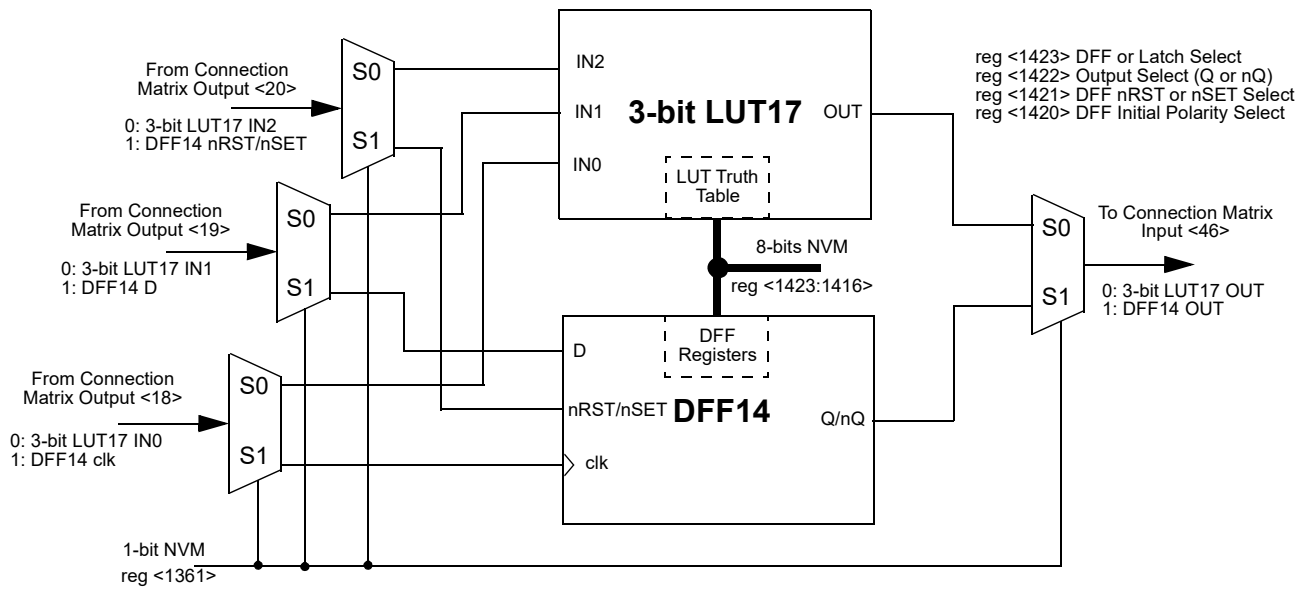 From Connection
Matrix Output <20>
0: 3-bit LUT17 IN2
1: DFF14 nRST/nSET
S0
S1
From Connection
Matrix Output <19>
0: 3-bit LUT17 IN1
1: DFF14 D
S0
S1
From Connection
Matrix Output <18>
0: 3-bit LUT17 IN0
1: DFF14 clk
S0
S1
1-bit NVM
reg <1361>
IN2
IN1
IN0
3-bit LUT17
OUT
LUT Truth
Table
8-bits NVM
reg <1423:1416>
DFF
Registers
D
nRST/nSET
clk
DFF14
Q/nQ
reg <1423> DFF or Latch Select
reg <1422> Output Select (Q or nQ)
reg <1421> DFF nRST or nSET Select
reg <1420> DFF Initial Polarity Select
S0
S1
To Connection Matrix
Input <46>
0: 3-bit LUT17 OUT
1: DFF14 OUT